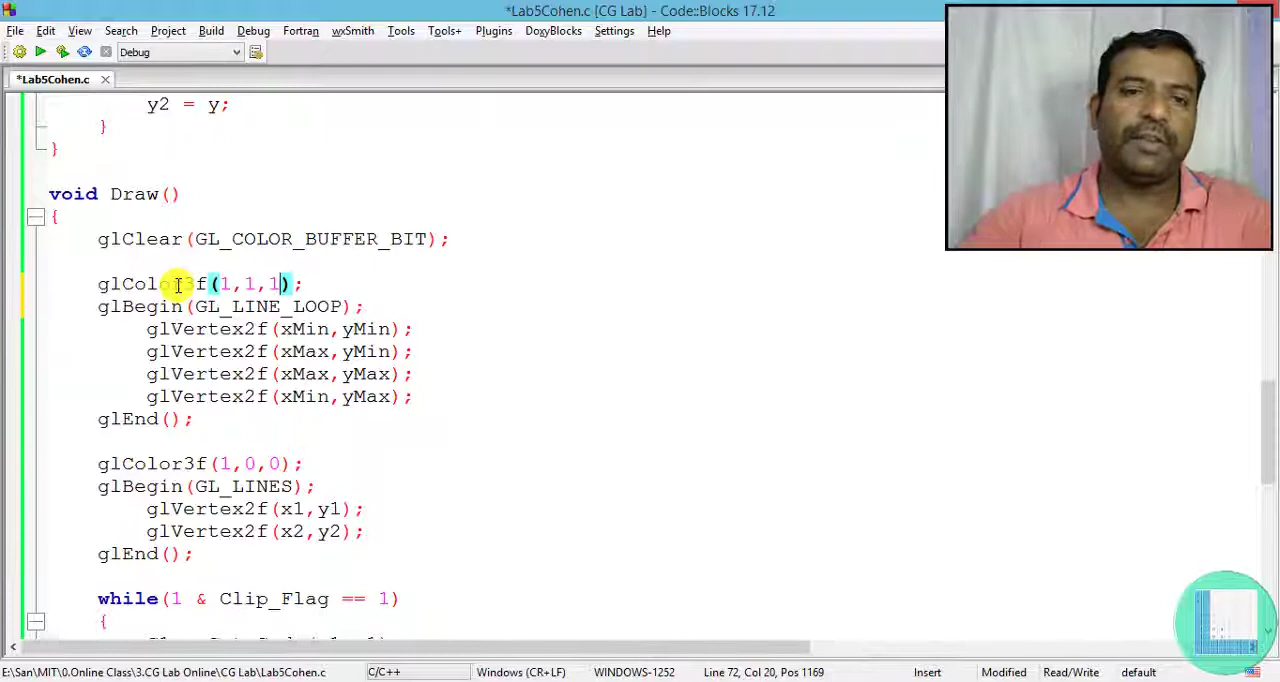 *Lab5Cohen.c [CG Lab] - Code::Blocks 17.12
File Edit View Search Project Build Debug Fortran wxSmith Tools Tools+ Plugins DoxyBlocks Settings Help
Debug
*Lab5Cohen.c
y2 = y;
}
}
void Draw()
{
glClear(GL_COLOR_BUFFER_BIT);
glColor3f(1,1,1);
glBegin(GL_LINE_LOOP);
glVertex2f(xMin,yMin);
glVertex2f(xMax,yMin);
glVertex2f(xMax,yMax);
glVertex2f(xMin,yMax);
glEnd();
glColor3f(1,0,0);
glBegin(GL_LINES);
glVertex2f(x1,y1);
glVertex2f(x2,y2);
glEnd();
while(1 & Clip_Flag == 1)
{
E:\San\MIT\0.Online Class\3.CG Lab Online\CG Lab\Lab5Cohen.c C/C++ Windows (CR+LF) WINDOWS-1252 Line 72, Col 20, Pos 1169 Insert Modified Read/Write default